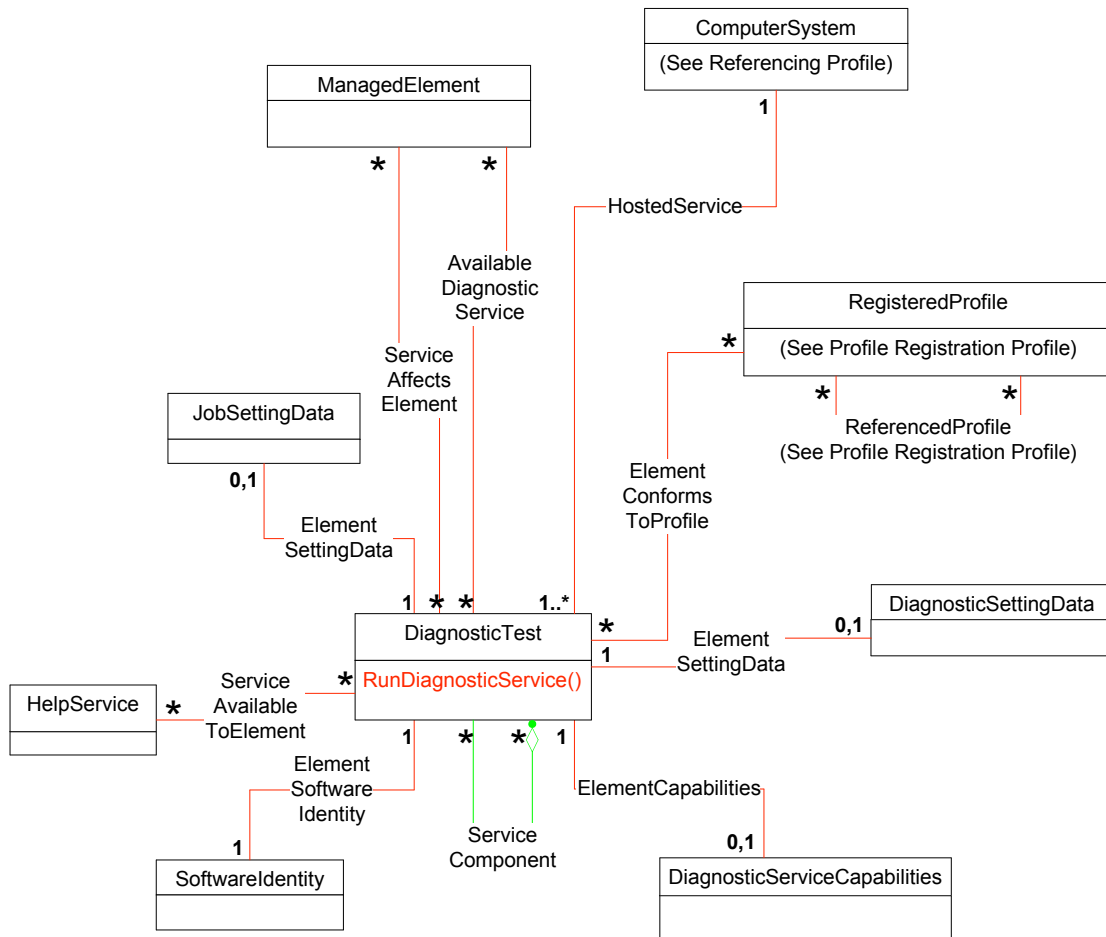 ComputerSystem
(See Referencing Profile)
1
ManagedElement
*
*
HostedService
Available
Diagnostic
Service
Service
Affects
Element
RegisteredProfile
(See Profile Registration Profile)
*
*
*
ReferencedProfile
(See Profile Registration Profile)
JobSettingData
0,1
Element
SettingData
Element
Conforms
ToProfile
1
*
*
1..*
DiagnosticTest
RunDiagnosticService()
*
1
Element
SettingData
0,1
DiagnosticSettingData
HelpService
*
Service
Available
ToElement
*
1
*
*
1
Element
Software
Identity
1
SoftwareIdentity
Service
Component
ElementCapabilities
0,1
DiagnosticServiceCapabilities